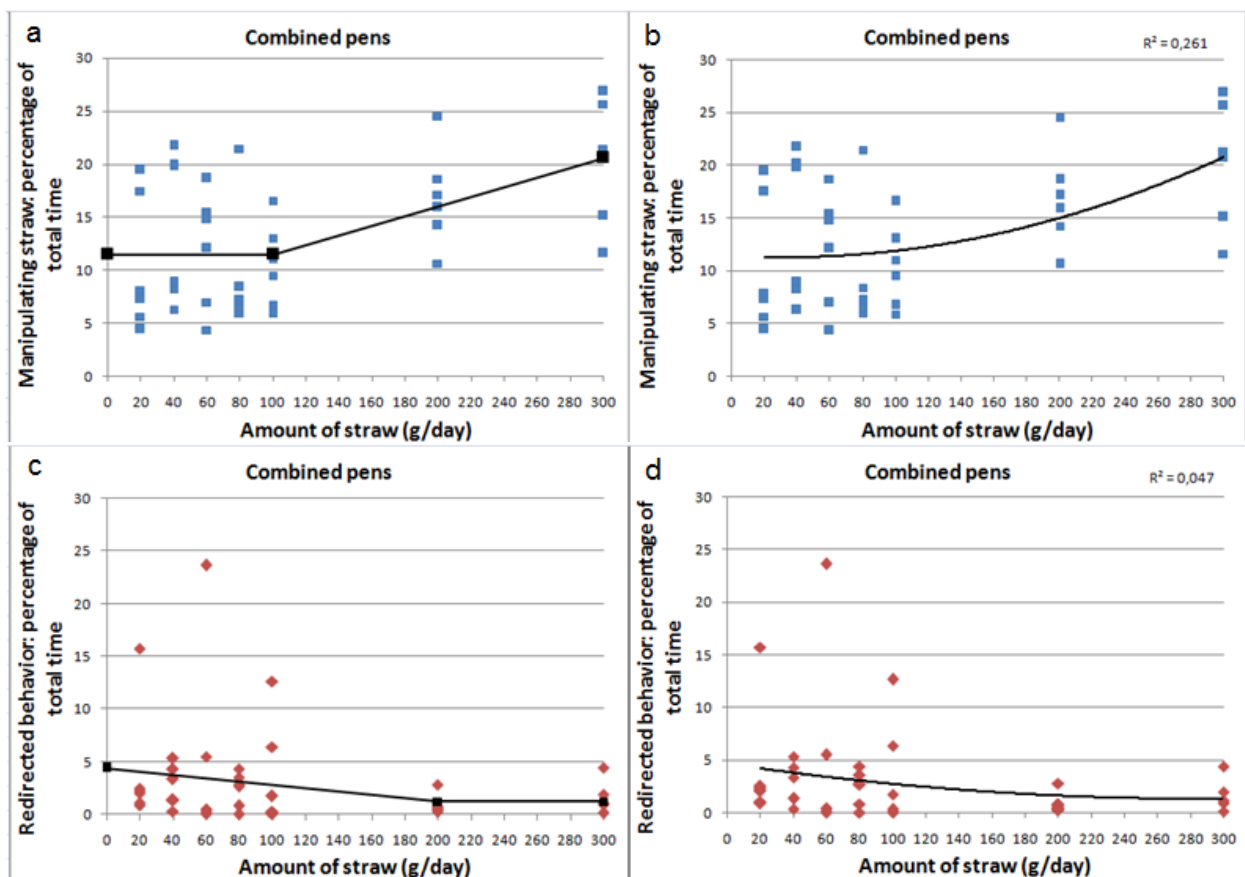 a
Combined pens
Manipulating straw: percentage of
total time
30
25
20
15
10
5
0
0 20 40 60 80 100 120 140 160 180 200 220 240 260 280 300
Amount of straw (g/day)
b
Combined pens
R² = 0,261
Manipulating straw: percentage of
total time
30
25
20
15
10
5
0
0 20 40 60 80 100 120 140 160 180 200 220 240 260 280 300
Amount of straw (g/day)
c
Combined pens
Redirected behavior: percentage of
total time
30
25
20
15
10
5
0
0 20 40 60 80 100 120 140 160 180 200 220 240 260 280 300
Amount of straw (g/day)
d
Combined pens
R² = 0,047
Redirected behavior: percentage of
total time
30
25
20
15
10
5
0
0 20 40 60 80 100 120 140 160 180 200 220 240 260 280 300
Amount of straw (g/day)